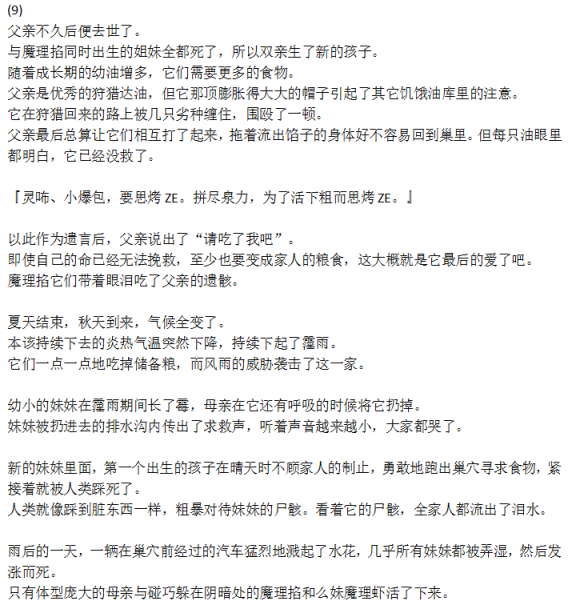 (9)
父亲不久后便去世了。
与魔理掐同时出生的姐妹全都死了，所以双亲生了新的孩子。
随着成长期的幼油增多，它们需要更多的食物。
父亲是优秀的狩猎达油，但它那项膨胀得大大的帽子引起了其它饥饿油库里的注意。
它在狩猎回来的路上被几只劣种缠住，围殴了一顿。
父亲最后总算让它们相互打了起来，拖着流出馅子的身体好不容易回到巢里。但每只油眼里
都明白，它已经没救了。
『灵咘、小爆包，要思烤 ZE。拼尽泉力，为了活下粗而思烤 ZE。』
以此作为遗言后，父亲说出了“请吃了我吧”。
即使自己的命已经无法挽救，至少也要变成家人的粮食，这大概就是它最后的爱了吧。
魔理掐它们带着眼泪吃了父亲的遗骸。
夏天结束，秋天到来，气候全变了。
本该持续下去的炎热气温突然下降，持续下起了霪雨。
它们一点一点地吃掉储备粮，而风雨的威胁袭击了这一家。
幼小的妹妹在霪雨期间长了霉，母亲在它还有呼吸的时候将它扔掉。
妹妹被扔进去的排水沟内传出了求救声，听着声音越来越小，大家都哭了。
新的妹妹里面，第一个出生的孩子在晴天时不顾家人的制止，勇敢地跑出巢穴寻求食物，紧
接着就被人类踩死了。
人类就像踩到脏东西一样，粗暴对待妹妹的尸骸。看着它的尸骸，全家人都流出了泪水。
雨后的一天，一辆在巢穴前经过的汽车猛烈地溅起了水花，几乎所有妹妹都被弄湿，然后发
涨而死。
只有体型庞大的母亲与碰巧躲在阴暗处的魔理掐和么妹魔理虾活了下来。